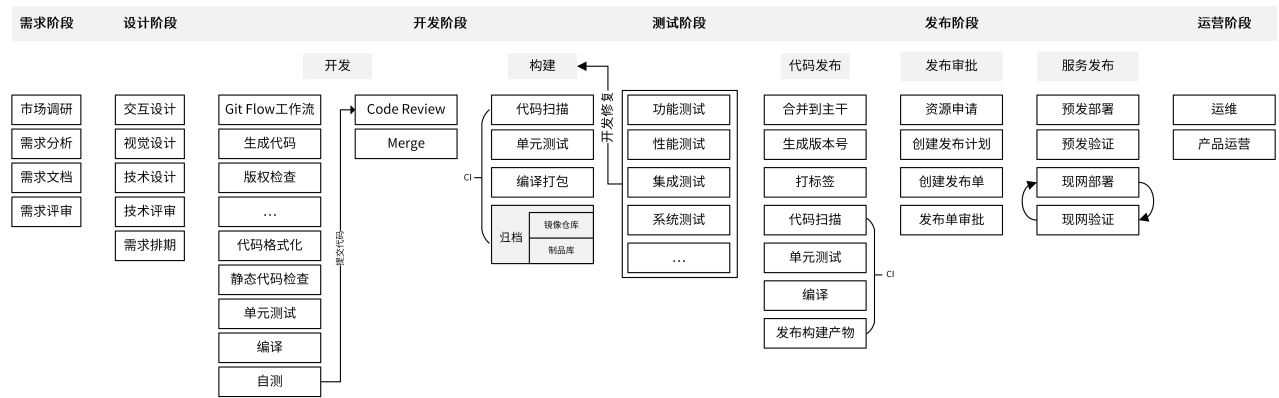 需求阶段
设计阶段
开发阶段
测试阶段
发布阶段
运营阶段
开发
构建
代码发布
发布审批
服务发布
市场调研
需求分析
需求文档
需求评审
交互设计
视觉设计
技术设计
技术评审
需求排期
Git Flow工作流
生成代码
版权检查
...
代码格式化
静态代码检查
单元测试
编译
自测
提交代码
Code Review
Merge
CI
代码扫描
单元测试
编译打包
归档
镜像仓库
制品库
开发修复
功能测试
性能测试
集成测试
系统测试
...
合并到主干
生成版本号
打标签
代码扫描
单元测试
编译
发布构建产物
CI
资源申请
创建发布计划
创建发布单
发布单审批
预发部署
预发验证
现网部署
现网验证
运维
产品运营